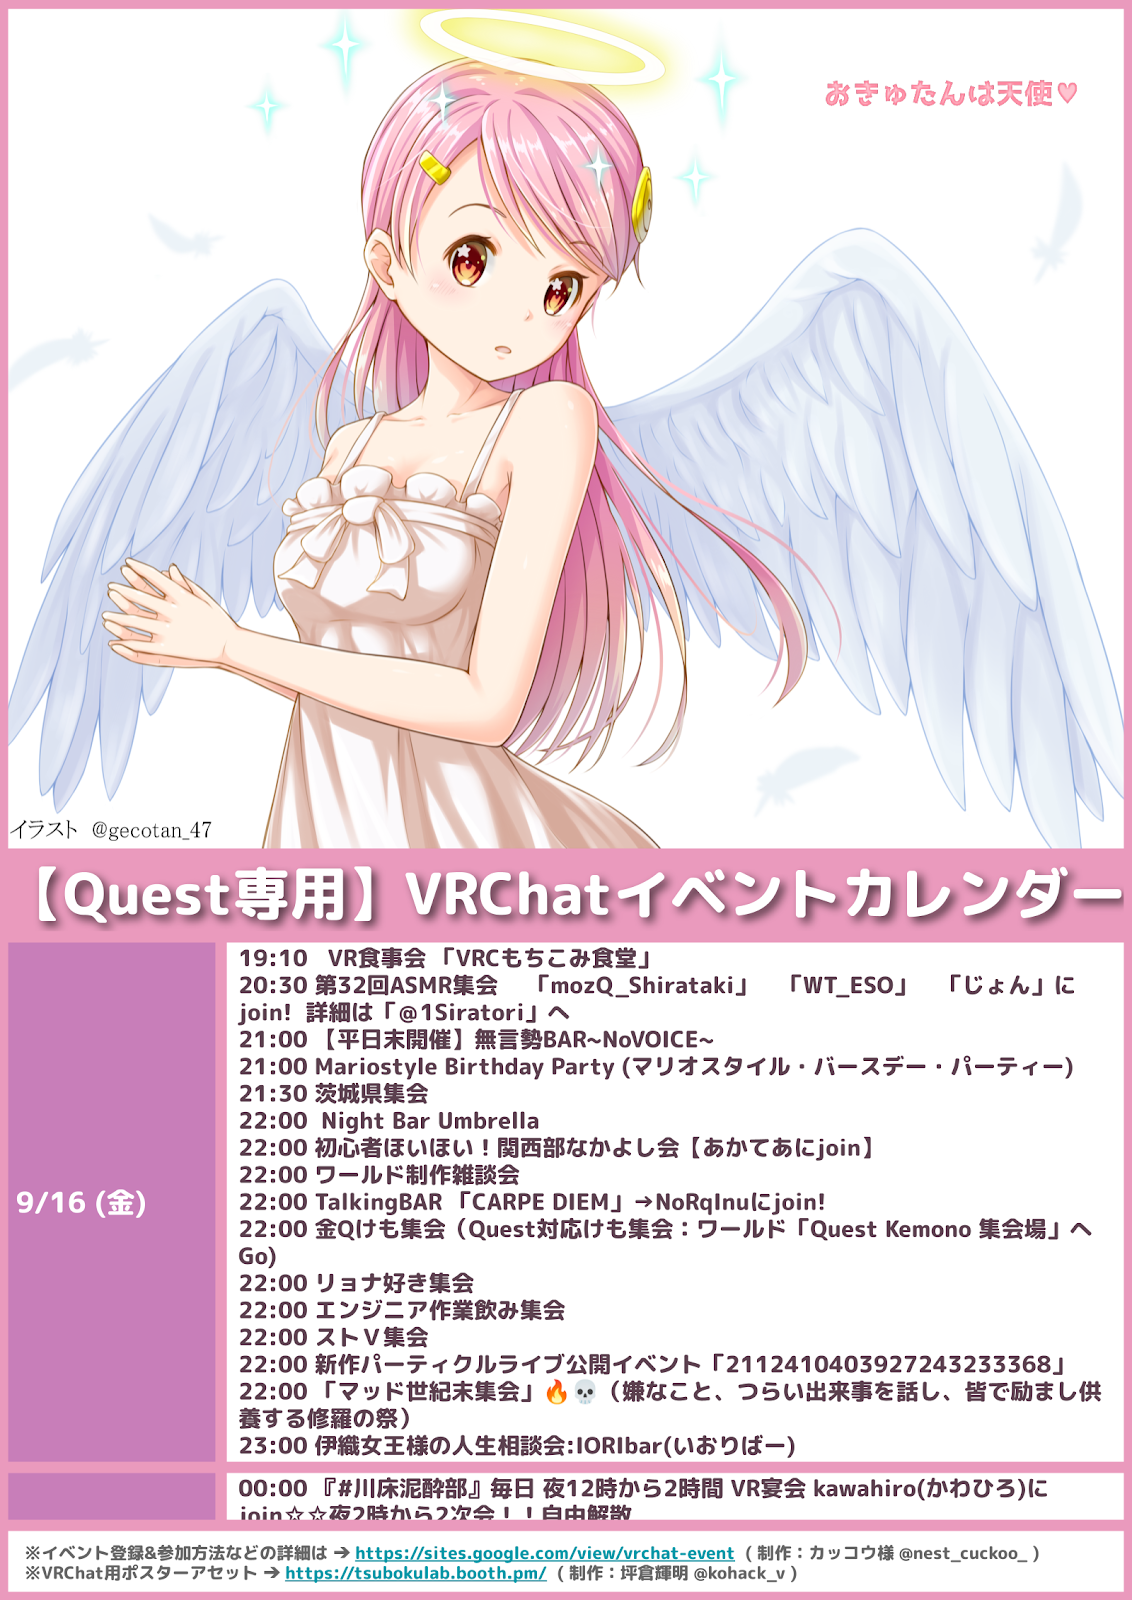 おきゅたんは天使♥
イラスト @gecotan_47
【Quest専用】VRChatイベントカレンダー
9/16 (金)
19:10 VR食事会 「VRCもちこみ食堂」
20:30 第32回ASMR集会 「mozQ_Shirataki」 「WT_ESO」 「じょん」に
join! 詳細は「@1Siratori」へ
21:00 【平日末開催】無言勢BAR~NoVOICE~
21:00 Mariostyle Birthday Party (マリオスタイル・バースデー・パーティー)
21:30 茨城県集会
22:00 Night Bar Umbrella
22:00 初心者ほいほい！関西部なかよし会【あかてあにjoin】
22:00 ワールド制作雑談会
22:00 TalkingBAR 「CARPE DIEM」→NoRqInuにjoin!
22:00 金Qけも集会（Quest対応けも集会：ワールド「Quest Kemono 集会場」へ
Go)
22:00 リョナ好き集会
22:00 エンジニア作業飲み集会
22:00 ストＶ集会
22:00 新作パーティクルライブ公開イベント「2112410403927243233368」
22:00 「マッド世紀末集会」🔥💀（嫌なこと、つらい出来事を話し、皆で励まし供
養する修羅の祭）
23:00 伊織女王様の人生相談会:IORIbar(いおりばー)
00:00 『#川床泥酔部』毎日 夜12時から2時間 VR宴会 kawahiro(かわひろ)に
join☆☆夜2時から2次会！！自由解散
※イベント登録&参加方法などの詳細は → https://sites.google.com/view/vrchat-event ( 制作：カッコウ様 @nest_cuckoo_ )
※VRChat用ポスターアセット → https://tsubokulab.booth.pm/ ( 制作：坪倉輝明 @kohack_v )